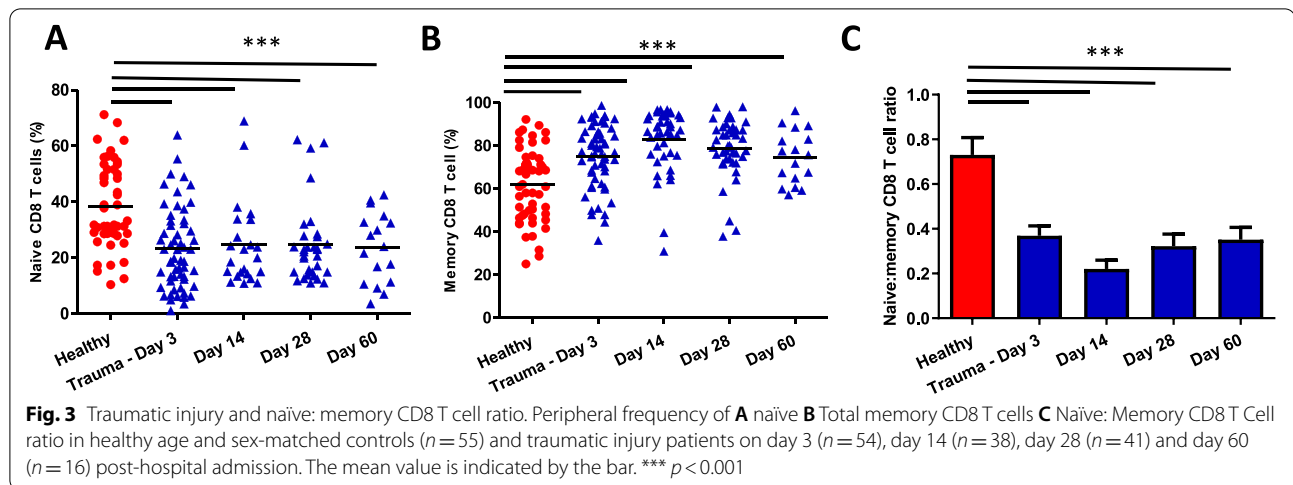 A
***
Naive CD8 T cells (%)
80
60
40
20
0
Healthy
Trauma - Day 3
Day 14
Day 28
Day 60
B
***
Memory CD8 T cell (%)
100
80
60
40
20
0
Healthy
Trauma - Day 3
Day 14
Day 28
Day 60
C
***
Naive:memory CD8 T cell ratio
1.0
0.8
0.6
0.4
0.2
0.0
Healthy
Trauma - Day 3
Day 14
Day 28
Day 60
Fig. 3 Traumatic injury and naïve: memory CD8 T cell ratio. Peripheral frequency of A naïve B Total memory CD8 T cells C Naïve: Memory CD8 T Cell
ratio in healthy age and sex-matched controls (n = 55) and traumatic injury patients on day 3 (n = 54), day 14 (n = 38), day 28 (n = 41) and day 60
(n = 16) post-hospital admission. The mean value is indicated by the bar. *** p < 0.001